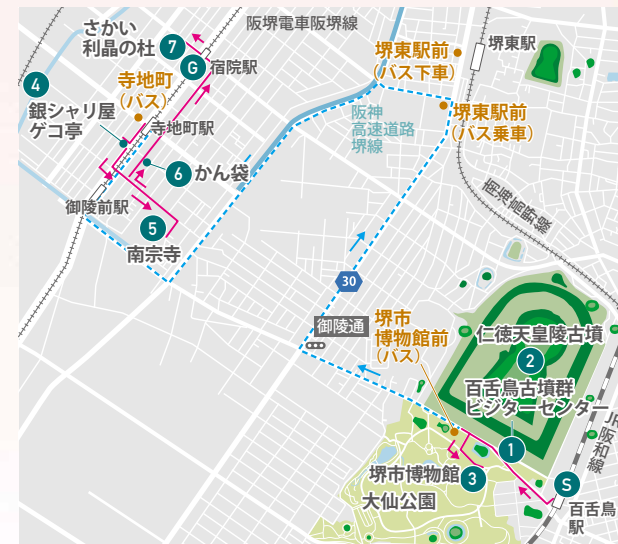 さかい
利晶の杜
7
G
宿院駅
阪堺電車阪堺線
堺東駅前
(バス下車)
堺東駅
4
寺地町
(バス)
銀シャリ屋
ゲコ亭
寺地町駅
阪神
高速道路
堺線
堺東駅前
(バス乗車)
6
かん袋
南海高野線
御陵前駅
5
南宗寺
30
御陵通
堺市
博物館前
(バス)
仁徳天皇陵古墳
2
百舌鳥古墳群
ビジターセンター
1
JR阪和線
堺市博物館
3
S
大仙公園
百舌鳥
駅